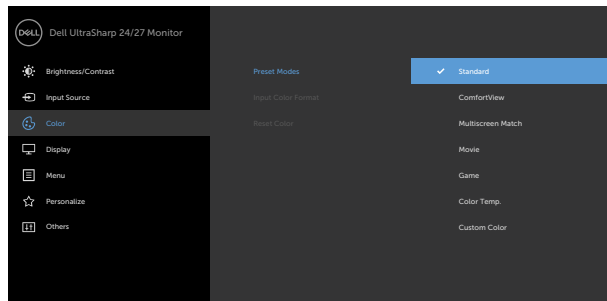 DELL Dell UltraSharp 24/27 Monitor
Brightness/Contrast Preset Modes Standard
Input Source Input Color Format ComfortView
Color Reset Color Multiscreen Match
Display Movie
Menu Game
Personalize Color Temp.
Others Custom Color